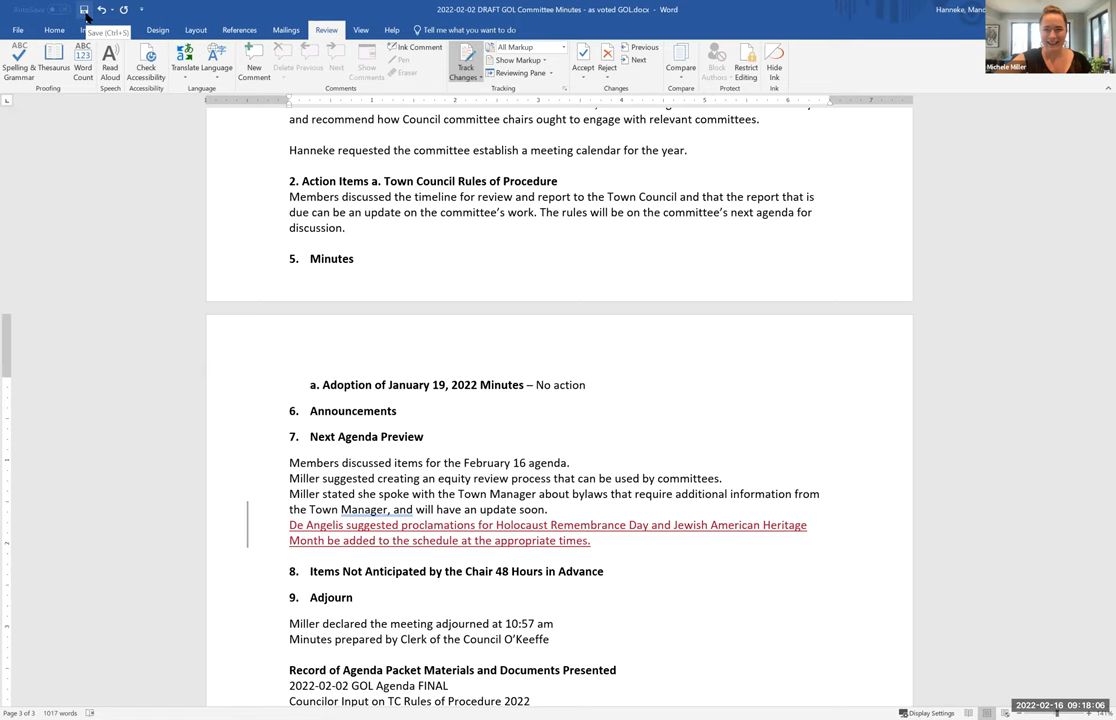 AutoSave Off
2022-02-02 DRAFT GOL Committee Minutes - as voted GOL.docx - Word
Hanneke, Manc
Save (Ctrl+S)
File Home In Design Layout References Mailings Review View Help Tell me what you want to do
Spelling & Grammar
Thesaurus
Word Count
Read Aloud
Check Accessibility
Translate
Language
New Comment
Delete
Previous
Next
Show Comments
Ink Comment
Pen
Eraser
Track Changes
All Markup
Show Markup
Reviewing Pane
Accept
Reject
Previous
Next
Compare
Block Authors
Restrict Editing
Hide Ink
Proofing Speech Accessibility Language Comments Tracking Changes Compare Protect Ink
Michele Miller
1 2 3 4 5 6 7
and recommend how Council committee chairs ought to engage with relevant committees.
Hanneke requested the committee establish a meeting calendar for the year.
2. Action Items a. Town Council Rules of Procedure
Members discussed the timeline for review and report to the Town Council and that the report that is
due can be an update on the committee's work. The rules will be on the committee's next agenda for
discussion.
5. Minutes
a. Adoption of January 19, 2022 Minutes – No action
6. Announcements
7. Next Agenda Preview
Members discussed items for the February 16 agenda.
Miller suggested creating an equity review process that can be used by committees.
Miller stated she spoke with the Town Manager about bylaws that require additional information from
the Town Manager, and will have an update soon.
De Angelis suggested proclamations for Holocaust Remembrance Day and Jewish American Heritage
Month be added to the schedule at the appropriate times.
8. Items Not Anticipated by the Chair 48 Hours in Advance
9. Adjourn
Miller declared the meeting adjourned at 10:57 am
Minutes prepared by Clerk of the Council O'Keeffe
Record of Agenda Packet Materials and Documents Presented
2022-02-02 GOL Agenda FINAL
Councilor Input on TC Rules of Procedure 2022
Page 3 of 3 1017 words
Display Settings
2022-02-16 09:18:06
141%